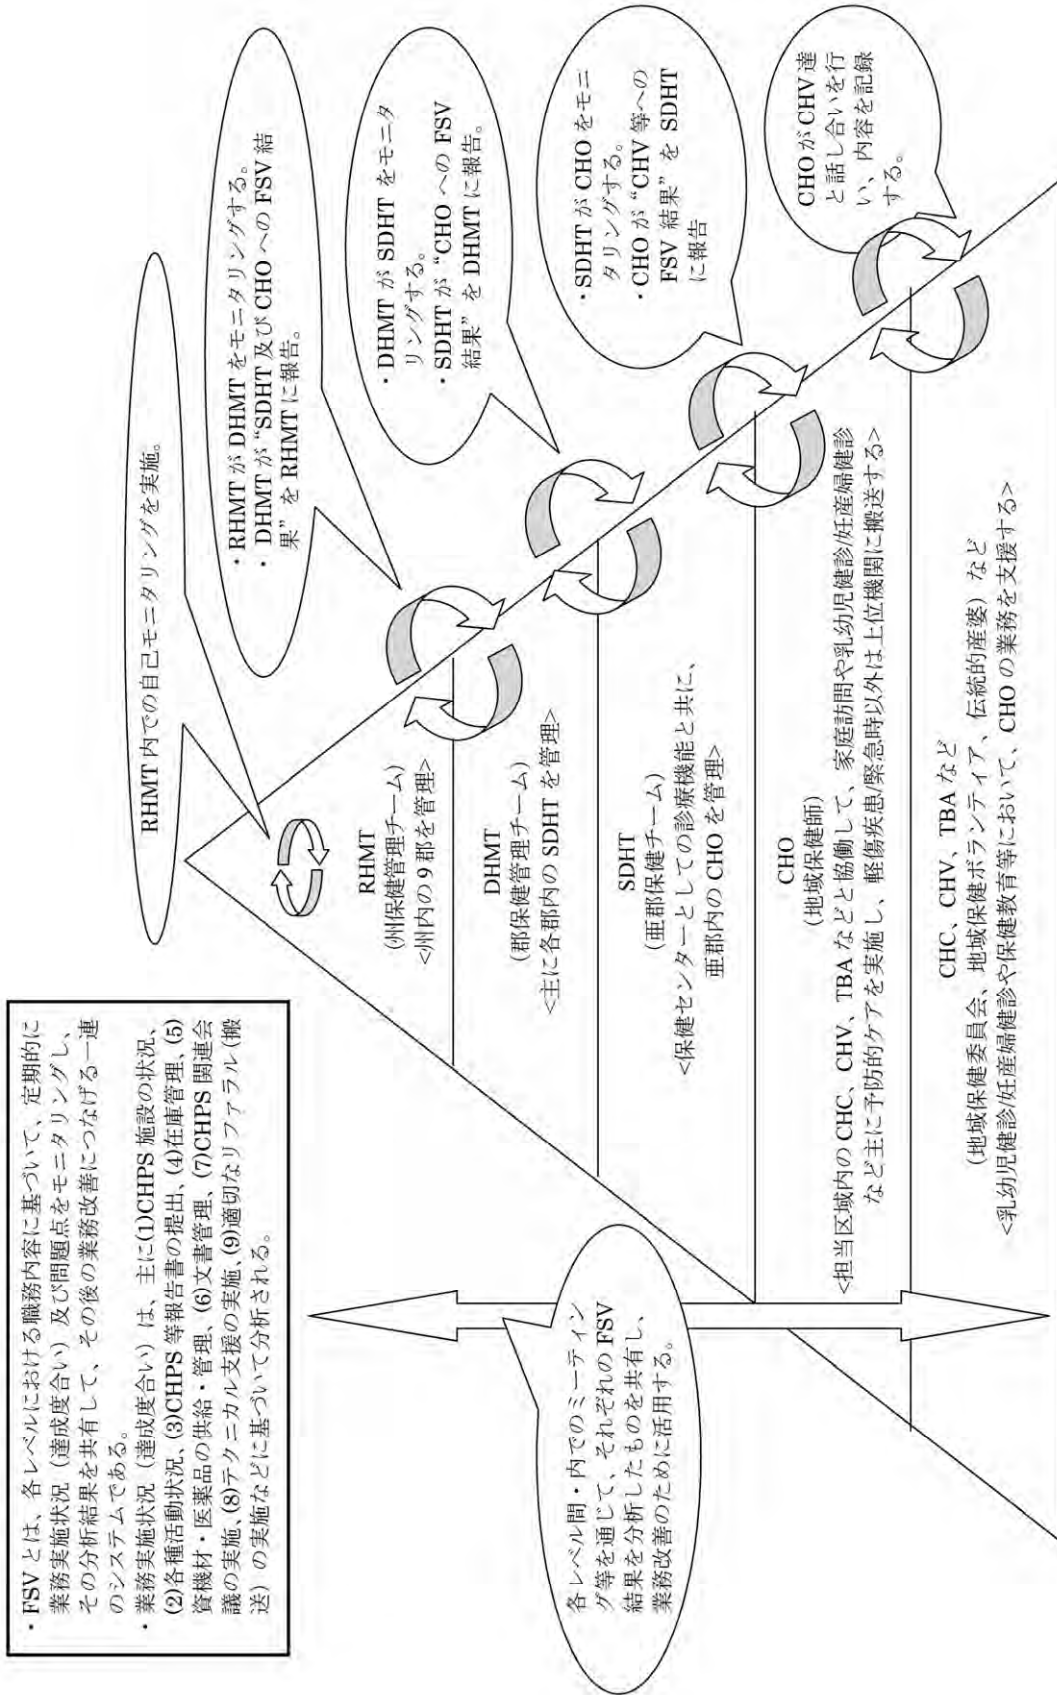 ・FSV とは、各レベルにおける職務内容に基づいて、定期的に
業務実施状況（達成度合い）及び問題点をモニタリングし、
その分析結果を共有して、その後の業務改善につなげる一連
のシステムである。
・業務実施状況（達成度合い）は、主に(1)CHPS 施設の状況、
(2)各種活動状況、(3)CHPS 等報告書の提出、(4)在庫管理、(5)
資機材・医薬品の供給・管理、(6)文書管理、(7)CHPS 関連会
議の実施、(8)テクニカル支援の実施、(9)適切なリファラル(搬
送）の実施などに基づいて分析される。
RHMT 内での自己モニタリングを実施。
・RHMT が DHMT をモニタリングする。
・DHMT が “SDHT 及び CHO への FSV 結
果” を RHMT に報告。
・DHMT が SDHT をモニタ
リングする。
・SDHT が “CHO への FSV
結果” を DHMT に報告。
・SDHT が CHO をモニ
タリングする。
・CHO が “CHV 等への
FSV 結果” を SDHT
に報告
CHO が CHV 達
と話し合いを行
い、内容を記録
する。
各レベル間・内でのミーティン
グ等を通じて、それぞれの FSV
結果を分析したものを共有し、
業務改善のために活用する。
RHMT
(州保健管理チーム)
<州内の 9 郡を管理>
DHMT
(郡保健管理チーム)
<主に各郡内の SDHT を管理>
SDHT
(亜郡保健チーム)
<保健センターとしての診療機能と共に、
亜郡内の CHO を管理>
CHO
(地域保健師)
<担当区域内の CHC、CHV、TBA などと協働して、家庭訪問や乳幼児健診/妊産婦健診
など主に予防的ケアを実施し、軽傷疾患/緊急時以外は上位機関に搬送する>
CHC、CHV、TBA など
(地域保健委員会、地域保健ボランティア、伝統的産婆）など
<乳幼児健診/妊産婦健診や保健教育等において、CHO の業務を支援する>